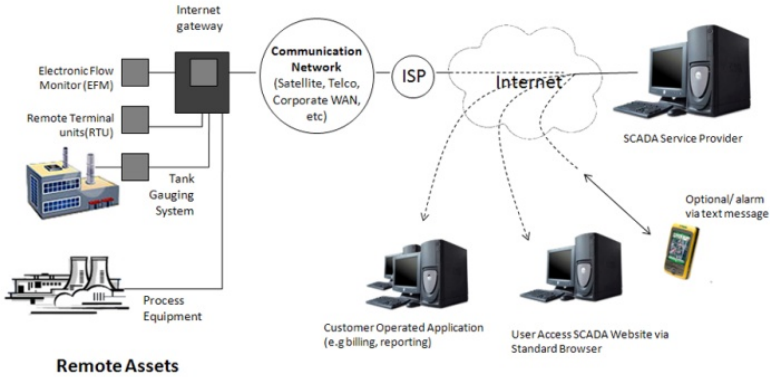 Internet
gateway
Electronic Flow
Monitor (EFM)
Remote Terminal
units(RTU)
Tank
Gauging
System
Process
Equipment
Remote Assets
Communication
Network
(Satellite, Telco,
Corporate WAN,
etc)
ISP
Internet
SCADA Service Provider
Optional/ alarm
via text message
Customer Operated Application
(e.g billing, reporting)
User Access SCADA Website via
Standard Browser